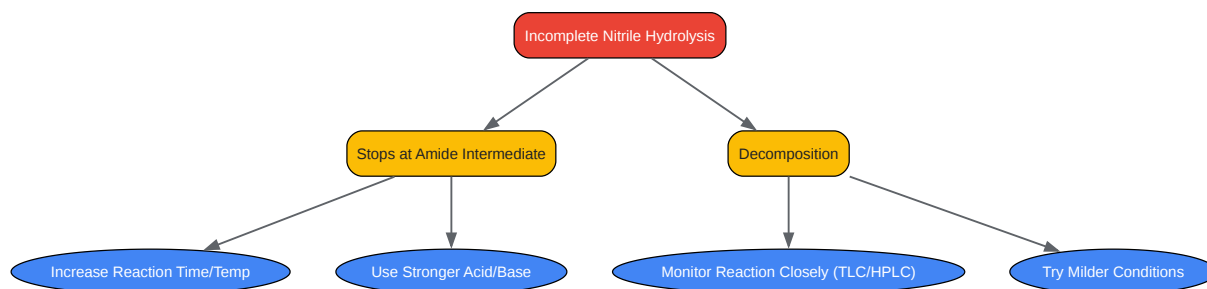 Incomplete Nitrile Hydrolysis
Stops at Amide Intermediate
Decomposition
Increase Reaction Time/Temp
Use Stronger Acid/Base
Monitor Reaction Closely (TLC/HPLC)
Try Milder Conditions